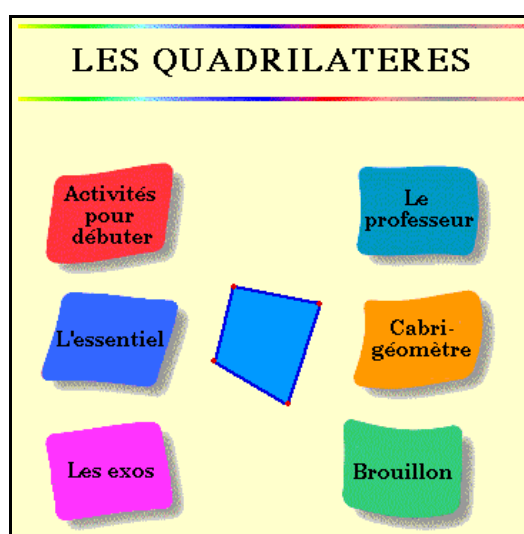 LES QUADRILATERES
Activités
pour
débuter
Le
professeur
L'essentiel
Cabri-
géomètre
Les exos
Brouillon